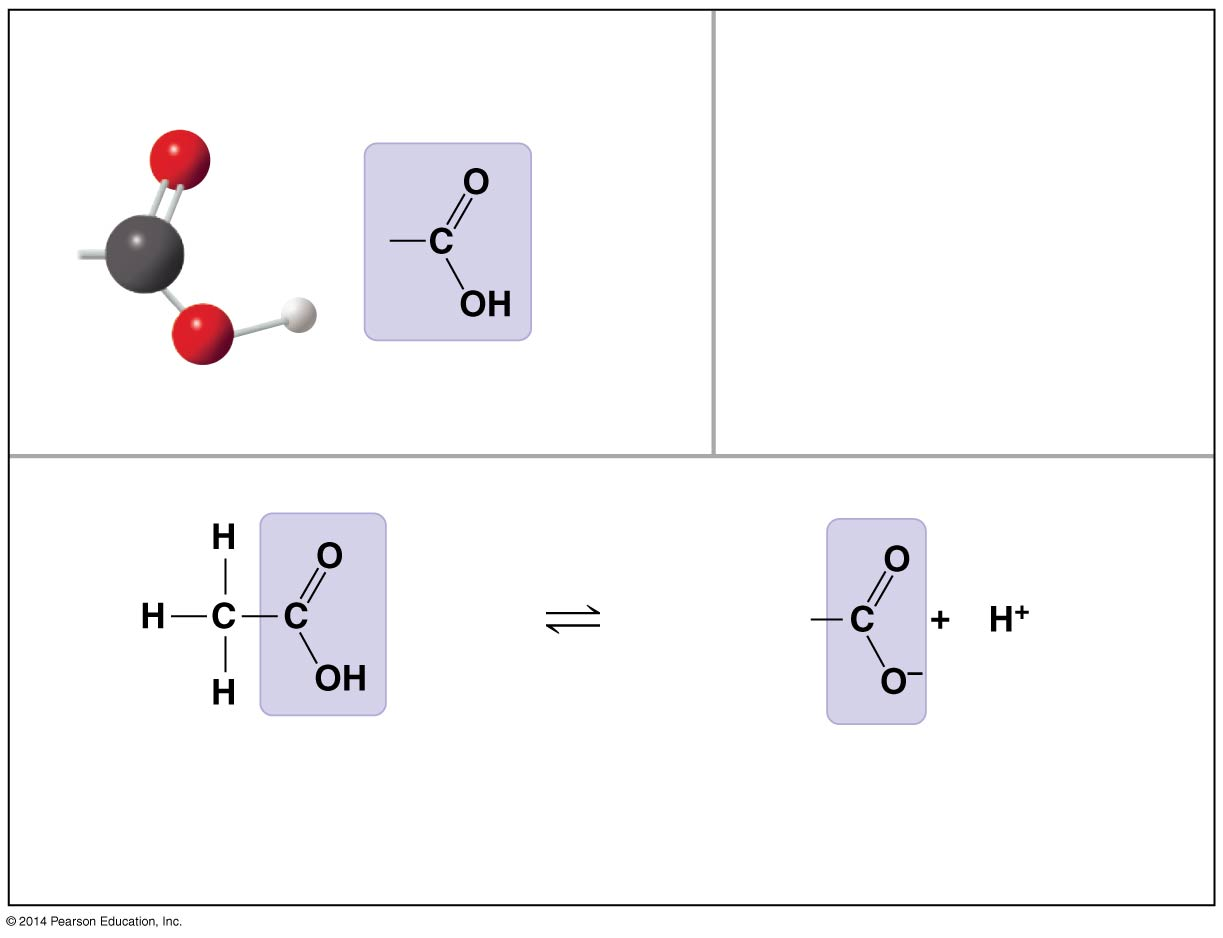 O
C
OH
H
H C C
O
OH
H
O
C + H+
O−
© 2014 Pearson Education, Inc.